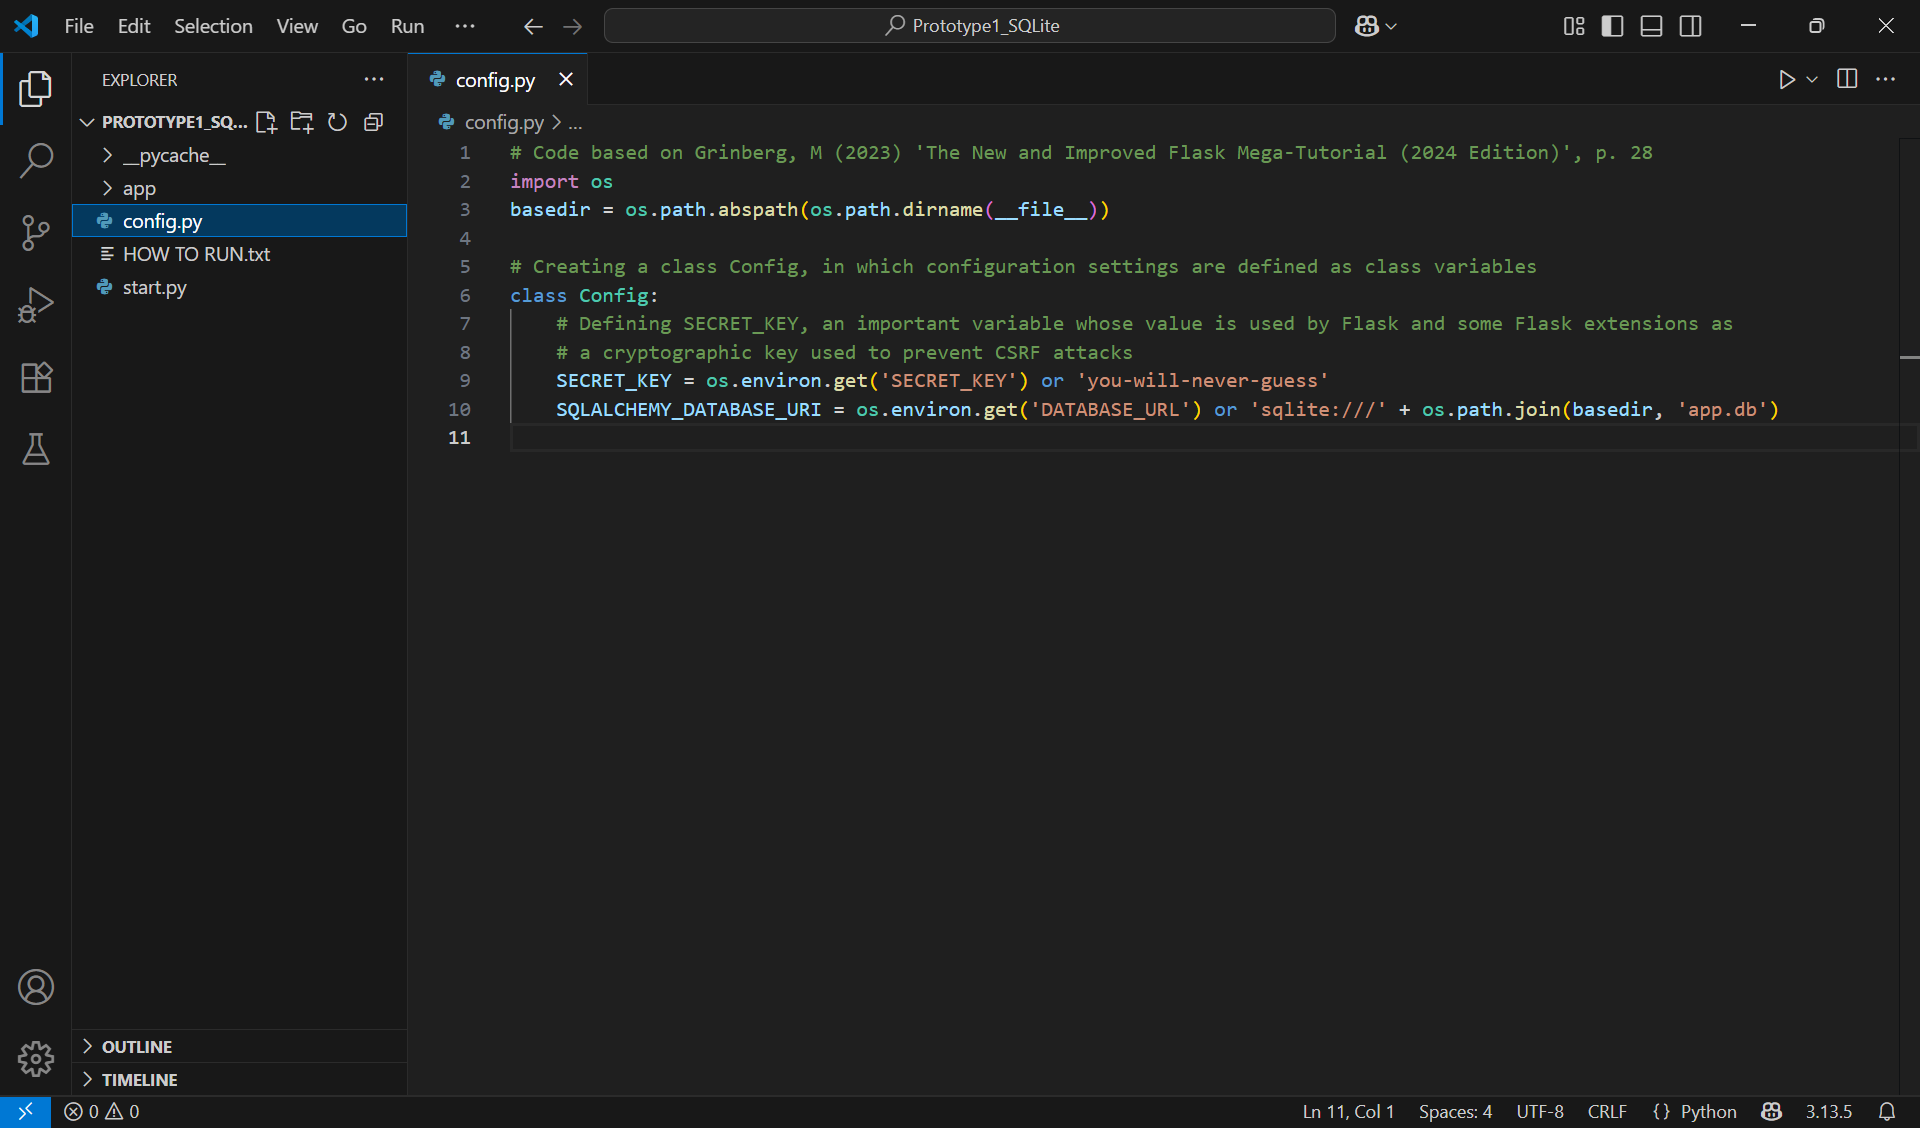 File Edit Selection View Go Run ...
Prototype1_SQLite
EXPLORER
PROTOTYPE1_SQ...
__pycache__
app
config.py
HOW TO RUN.txt
start.py
OUTLINE
TIMELINE
config.py
config.py > ...
1 # Code based on Grinberg, M (2023) 'The New and Improved Flask Mega-Tutorial (2024 Edition)', p. 28
2 import os
3 basedir = os.path.abspath(os.path.dirname(__file__))
4
5 # Creating a class Config, in which configuration settings are defined as class variables
6 class Config:
7     # Defining SECRET_KEY, an important variable whose value is used by Flask and some Flask extensions as
8     # a cryptographic key used to prevent CSRF attacks
9     SECRET_KEY = os.environ.get('SECRET_KEY') or 'you-will-never-guess'
10     SQLALCHEMY_DATABASE_URI = os.environ.get('DATABASE_URL') or 'sqlite:///' + os.path.join(basedir, 'app.db')
11
0 0
Ln 11, Col 1 Spaces: 4 UTF-8 CRLF {} Python 3.13.5